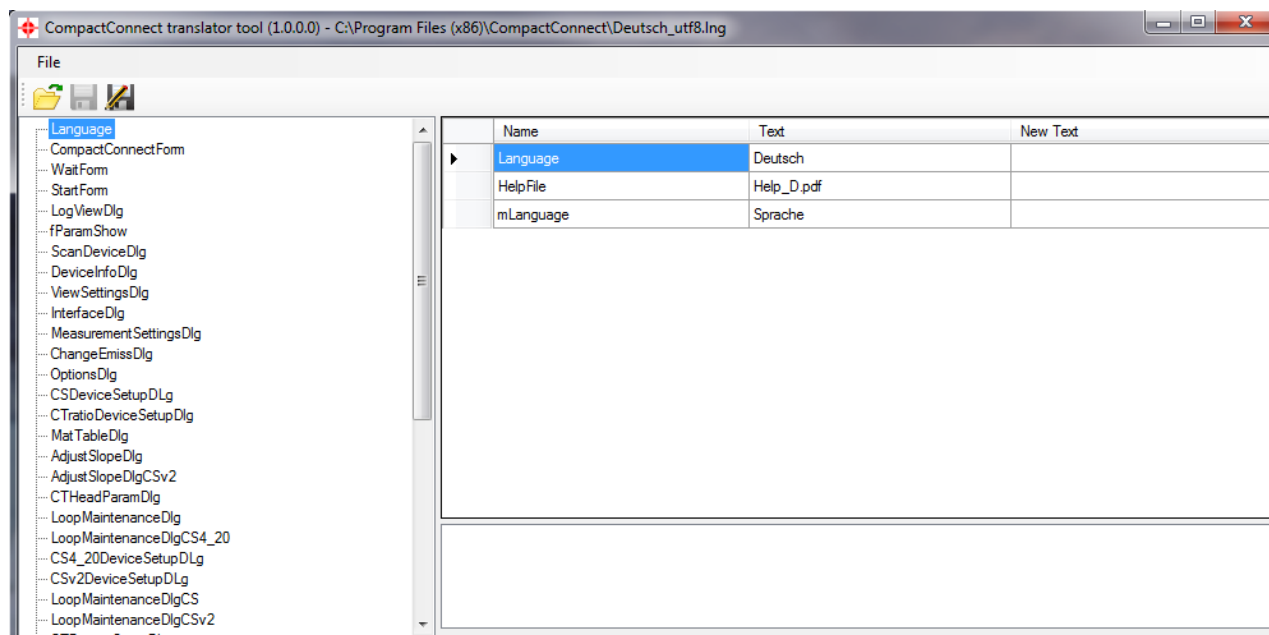 CompactConnect translator tool (1.0.0.0) - C:\Program Files (x86)\CompactConnect\Deutsch_utf8.lng
File
Language
CompactConnectForm
WaitForm
StartForm
LogViewDlg
fParamShow
ScanDeviceDlg
DeviceInfoDlg
ViewSettingsDlg
InterfaceDlg
MeasurementSettingsDlg
ChangeEmissDlg
OptionsDlg
CSDeviceSetupDLg
CTratioDeviceSetupDlg
MatTableDlg
AdjustSlopeDlg
AdjustSlopeDlgCSv2
CTHeadParamDlg
LoopMaintenanceDlg
LoopMaintenanceDlgCS4_20
CS4_20DeviceSetupDLg
CSv2DeviceSetupDLg
LoopMaintenanceDlgCS
LoopMaintenanceDlgCSv2
Name Text New Text
Language Deutsch
HelpFile Help_D.pdf
mLanguage Sprache